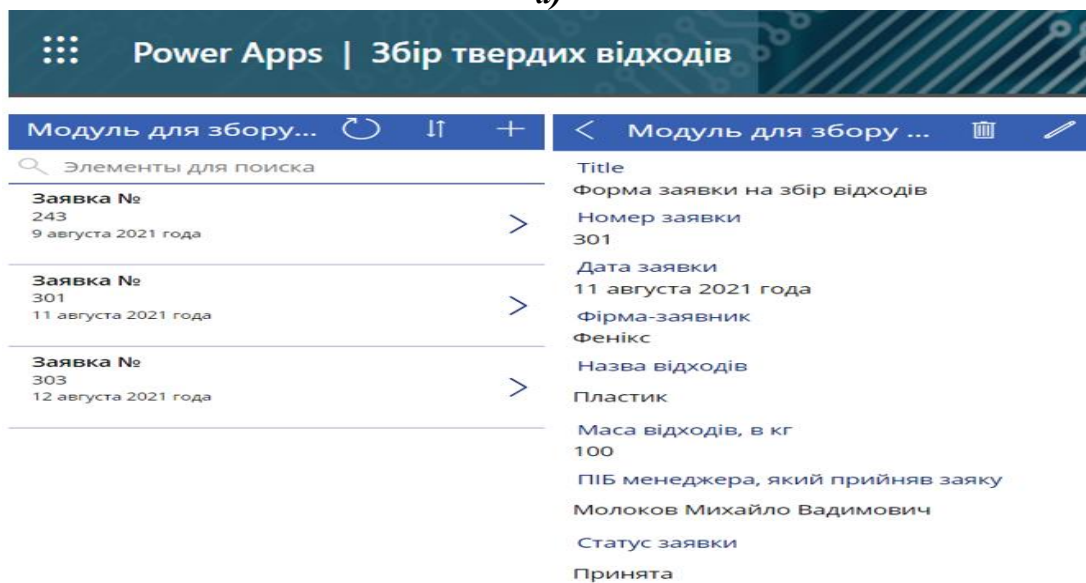 а)
Power Apps | Збір твердих відходів
Модуль для збору...
Элементы для поиска
Заявка №
243
9 августа 2021 года
Заявка №
301
11 августа 2021 года
Заявка №
303
12 августа 2021 года
Модуль для збору ...
Title
Форма заявки на збір відходів
Номер заявки
301
Дата заявки
11 августа 2021 года
Фірма-заявник
Фенікс
Назва відходів
Пластик
Маса відходів, в кг
100
ПІБ менеджера, який прийняв заяку
Молоков Михайло Вадимович
Статус заявки
Принята